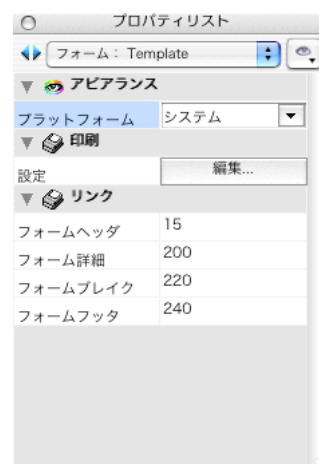 プロパティリスト
フォーム： Template
アピアランス
プラットフォーム システム
印刷
設定 編集...
リンク
フォームヘッダ 15
フォーム詳細 200
フォームブレイク 220
フォームフッタ 240